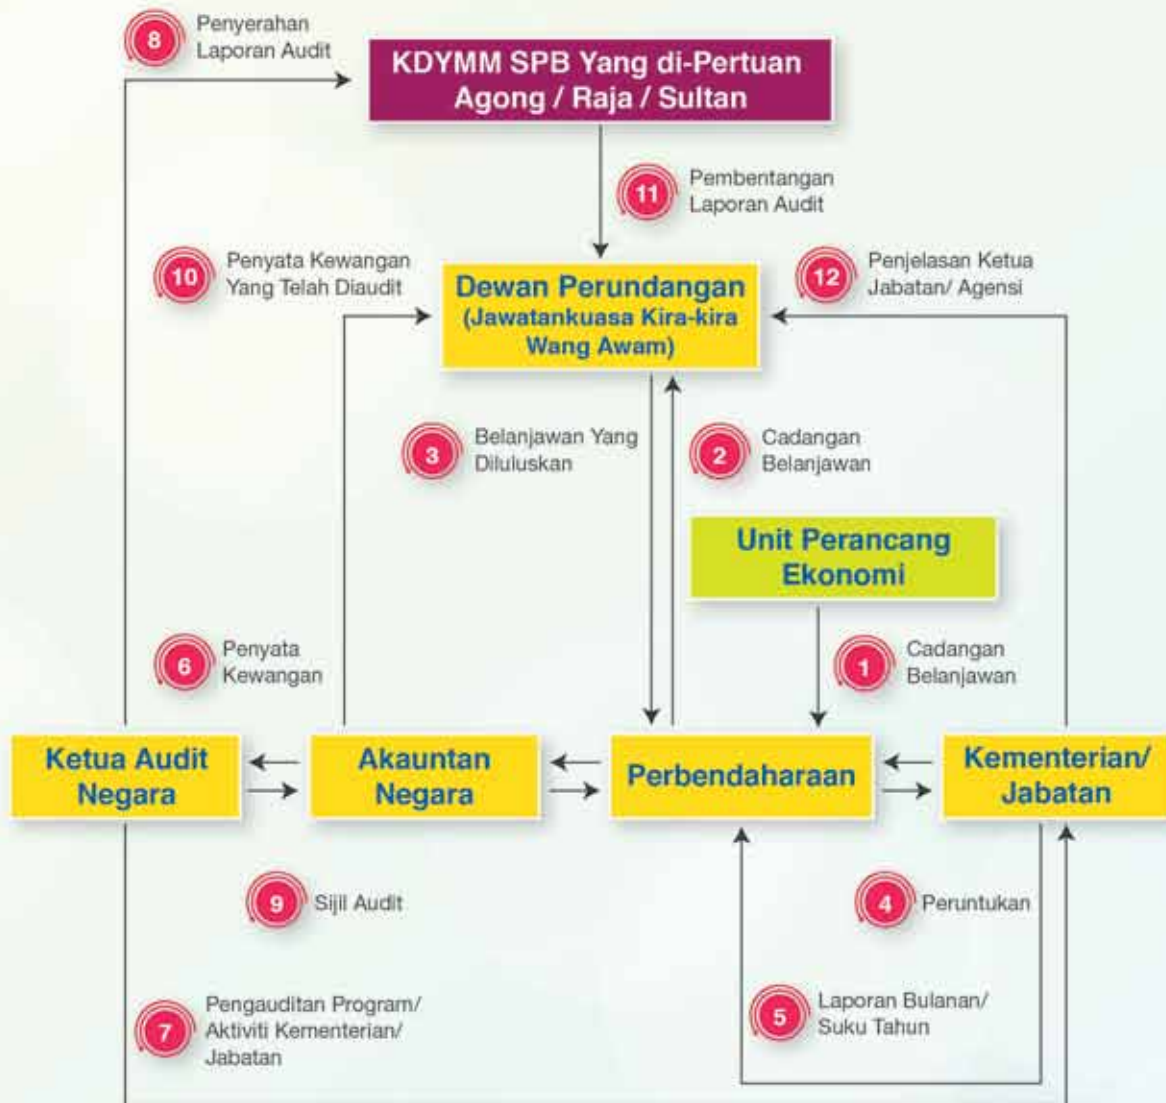 8
Penyerahan
Laporan Audit
KDYMM SPB Yang di-Pertuan
Agong / Raja / Sultan
11
Pembentangan
Laporan Audit
10
Penyata Kewangan
Yang Telah Diaudit
Dewan Perundangan
(Jawatankuasa Kira-kira
Wang Awam)
12
Penjelasan Ketua
Jabatan/ Agensi
3
Belanjawan Yang
Diluluskan
2
Cadangan
Belanjawan
Unit Perancang
Ekonomi
6
Penyata
Kewangan
1
Cadangan
Belanjawan
Ketua Audit
Negara
Akauntan
Negara
Perbendaharaan
Kementerian/
Jabatan
9
Sijil Audit
4
Peruntukan
7
Pengauditan Program/
Aktiviti Kementerian/
Jabatan
5
Laporan Bulanan/
Suku Tahun